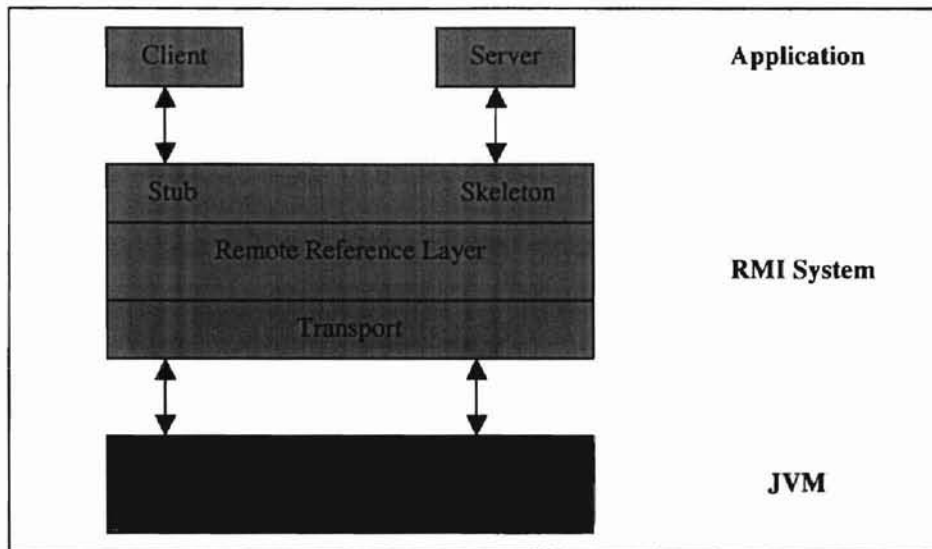 Client Server Application
Stub Skeleton
Remote Reference Layer
RMI System
Transport
JVM